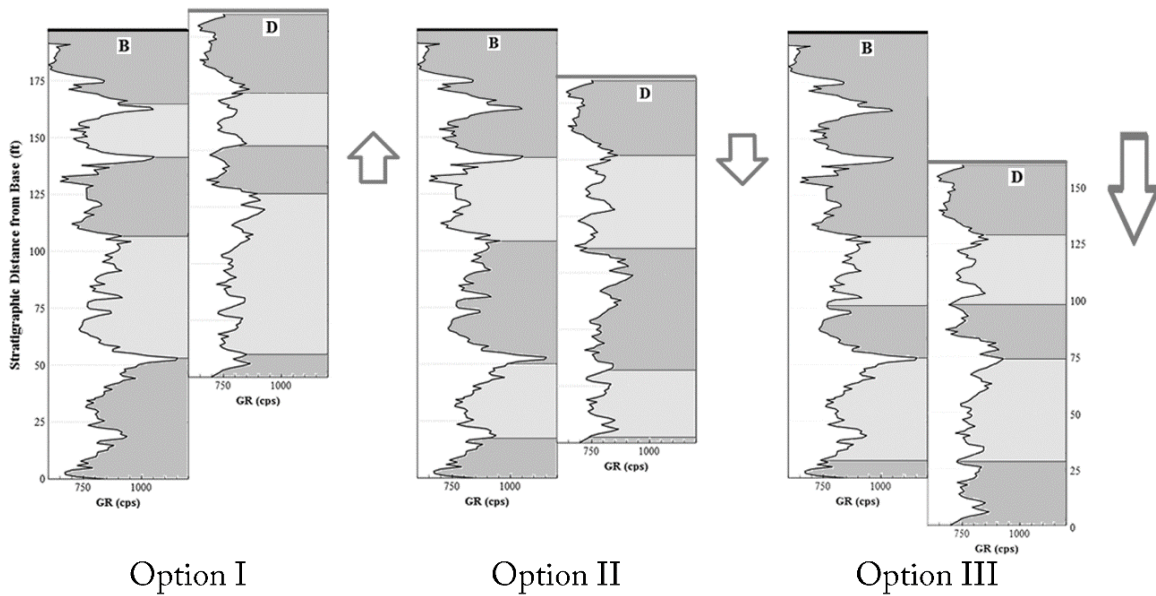 B
D
B
D
B
D
Stratigraphic Distance from Base (ft)
175
150
125
100
75
50
25
0
150
125
100
75
50
25
0
750 1000
GR (cps)
750 1000
GR (cps)
750 1000
GR (cps)
750 1000
GR (cps)
750 1000
GR (cps)
750 1000
GR (cps)
Option I
Option II
Option III